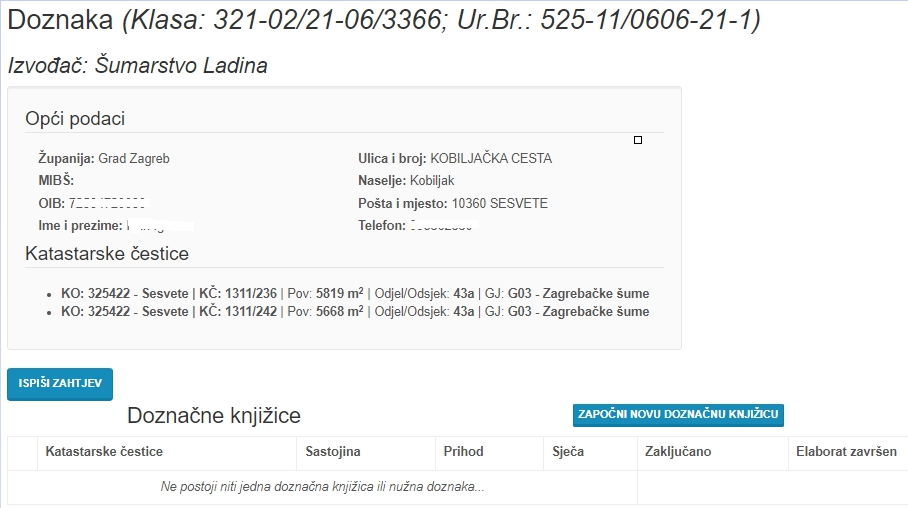 Doznaka (Klasa: 321-02/21-06/3366; Ur.Br.: 525-11/0606-21-1)
Izvođač: Šumarstvo Ladina
Opći podaci
Županija: Grad Zagreb
MIBŠ:
OIB:
Ime i prezime:
Ulica i broj: KOBILJAČKA CESTA
Naselje: Kobiljak
Pošta i mjesto: 10360 SESVETE
Telefon:
Katastarske čestice
KO: 325422 - Sesvete | KČ: 1311/236 | Pov: 5819 m² | Odjel/Odsjek: 43a | GJ: G03 - Zagrebačke šume
KO: 325422 - Sesvete | KČ: 1311/242 | Pov: 5668 m² | Odjel/Odsjek: 43a | GJ: G03 - Zagrebačke šume
ISPIŠI ZAHTJEV
Doznačne knjižice
ZAPOČNI NOVU DOZNAČNU KNJIŽICU
Katastarske čestice Sastojina Prihod Sječa Zaključano Elaborat završen
Ne postoji niti jedna doznačna knjižica ili nužna doznaka...